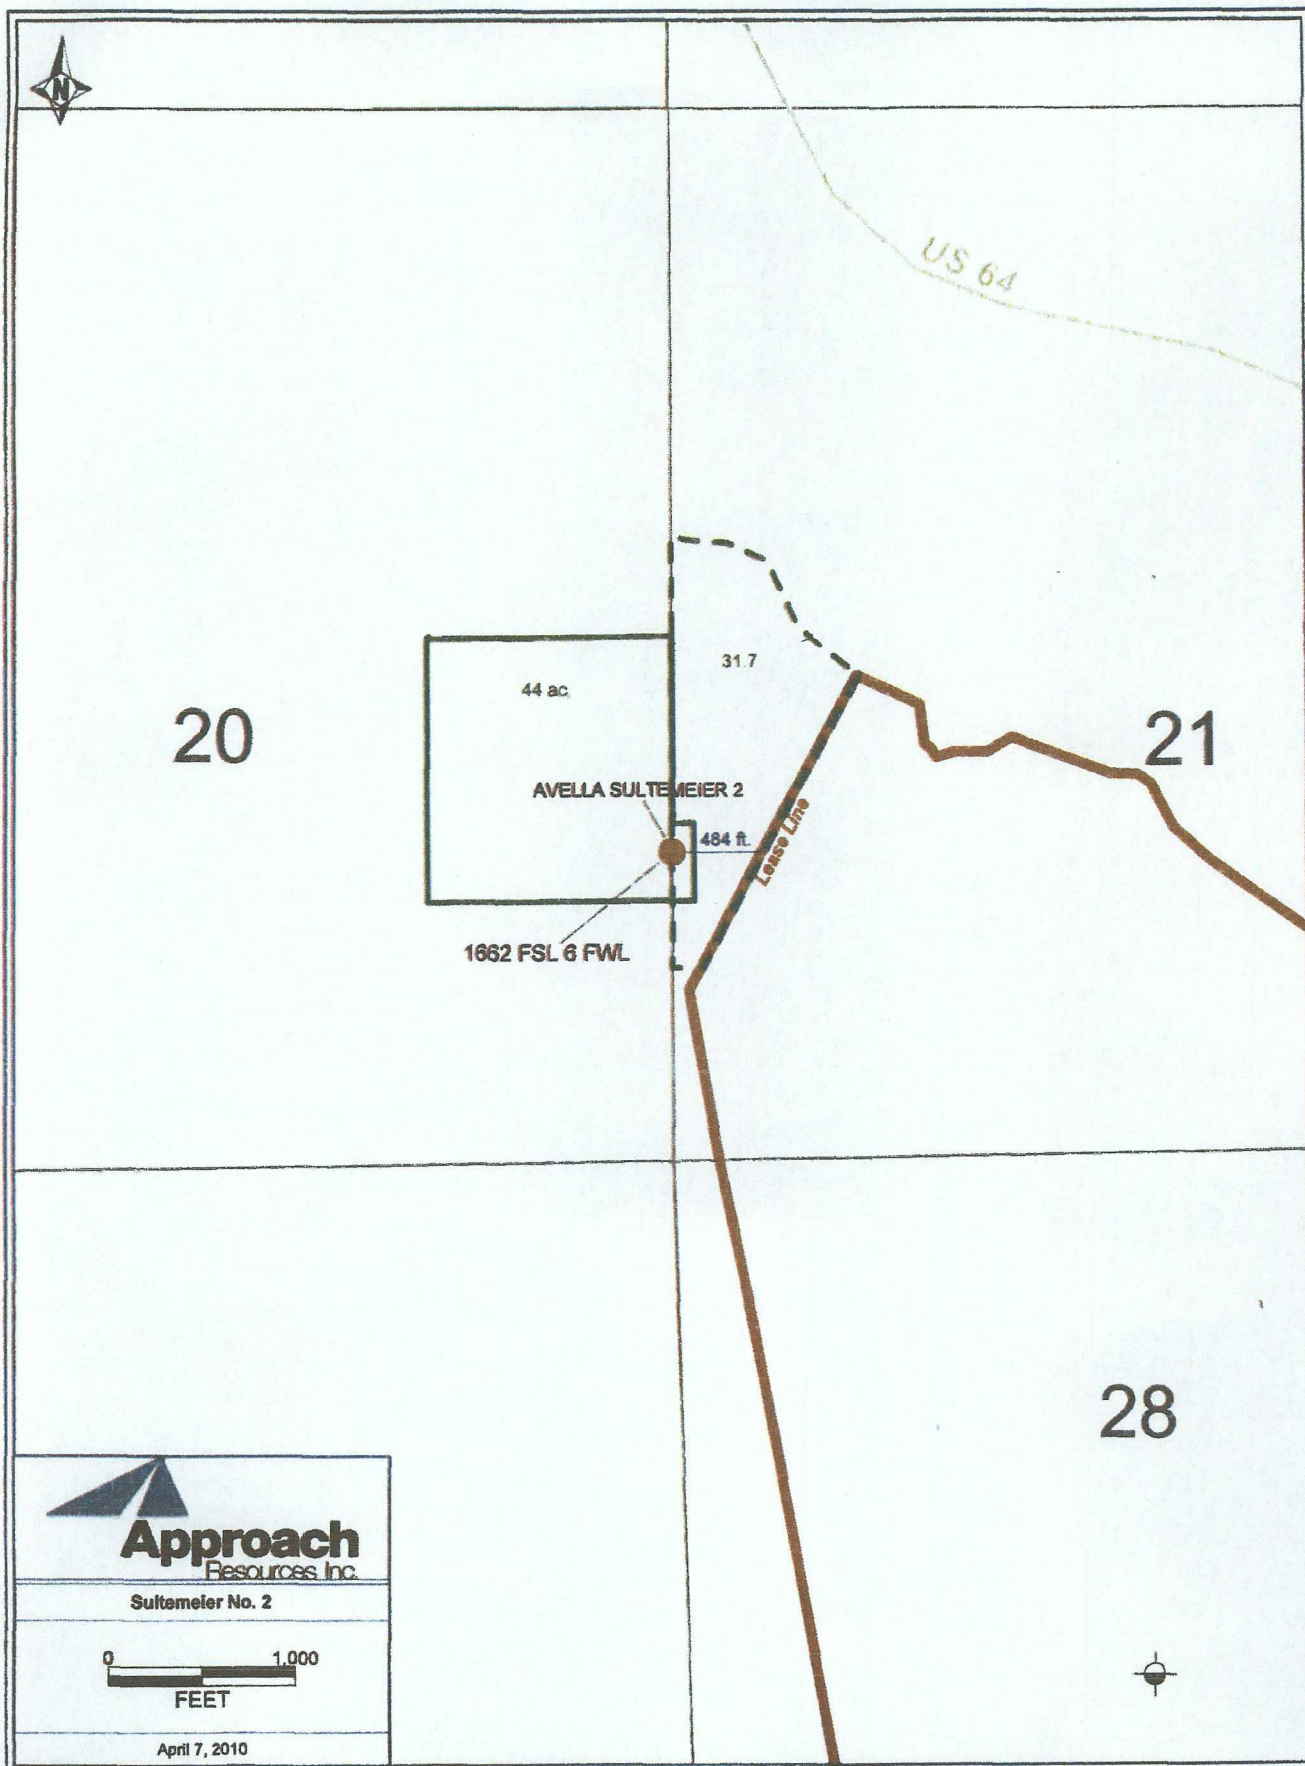 N
US 64
31.7
44 ac.
20
21
AVELLA SULTEMEIER 2
464 ft.
Lease Line
1662 FSL 6 FWL
28
Approach
Resources Inc.
Sultemeier No. 2
0 1,000
FEET
April 7, 2010